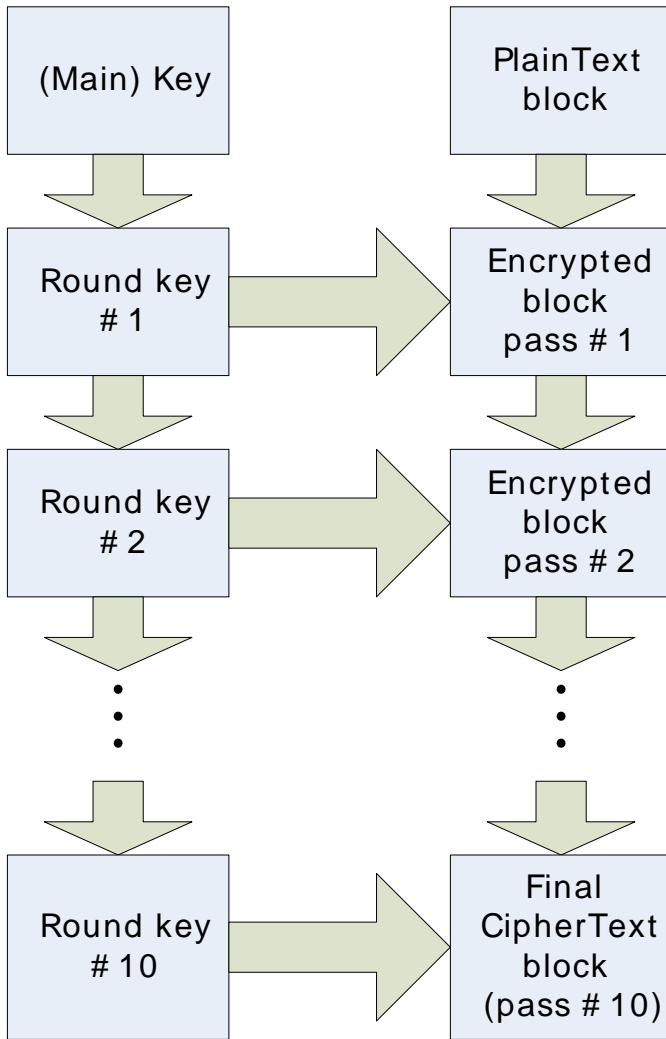 (Main) Key
PlainText
block
Round key
# 1
Encrypted
block
pass # 1
Round key
# 2
Encrypted
block
pass # 2
Round key
# 10
Final
CipherText
block
(pass # 10)